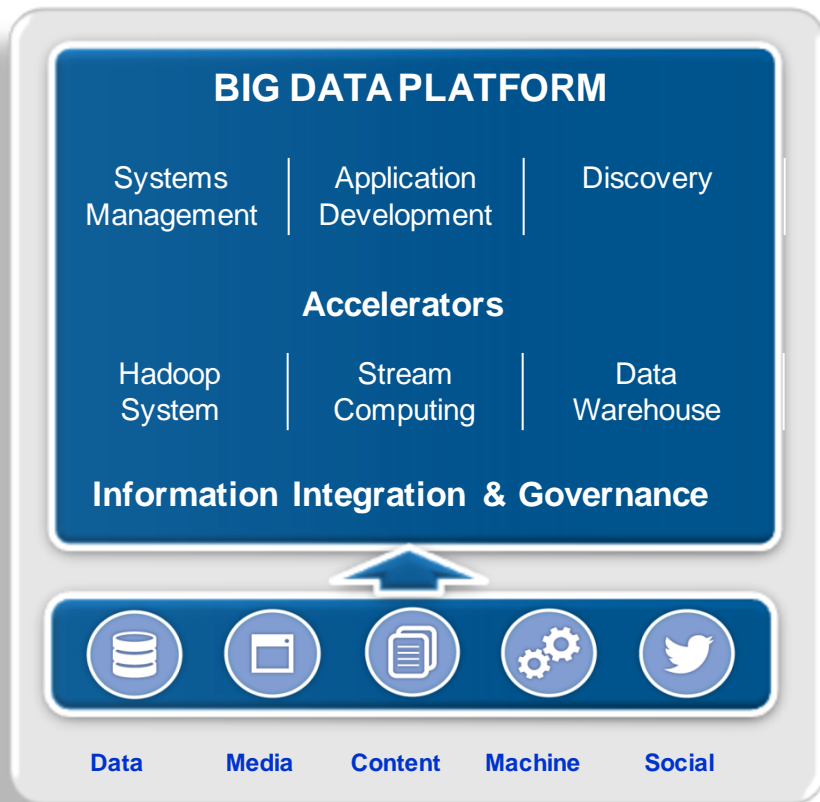 BIG DATA PLATFORM
Systems Management
Application Development
Discovery
Accelerators
Hadoop System
Stream Computing
Data Warehouse
Information Integration & Governance
Data
Media
Content
Machine
Social